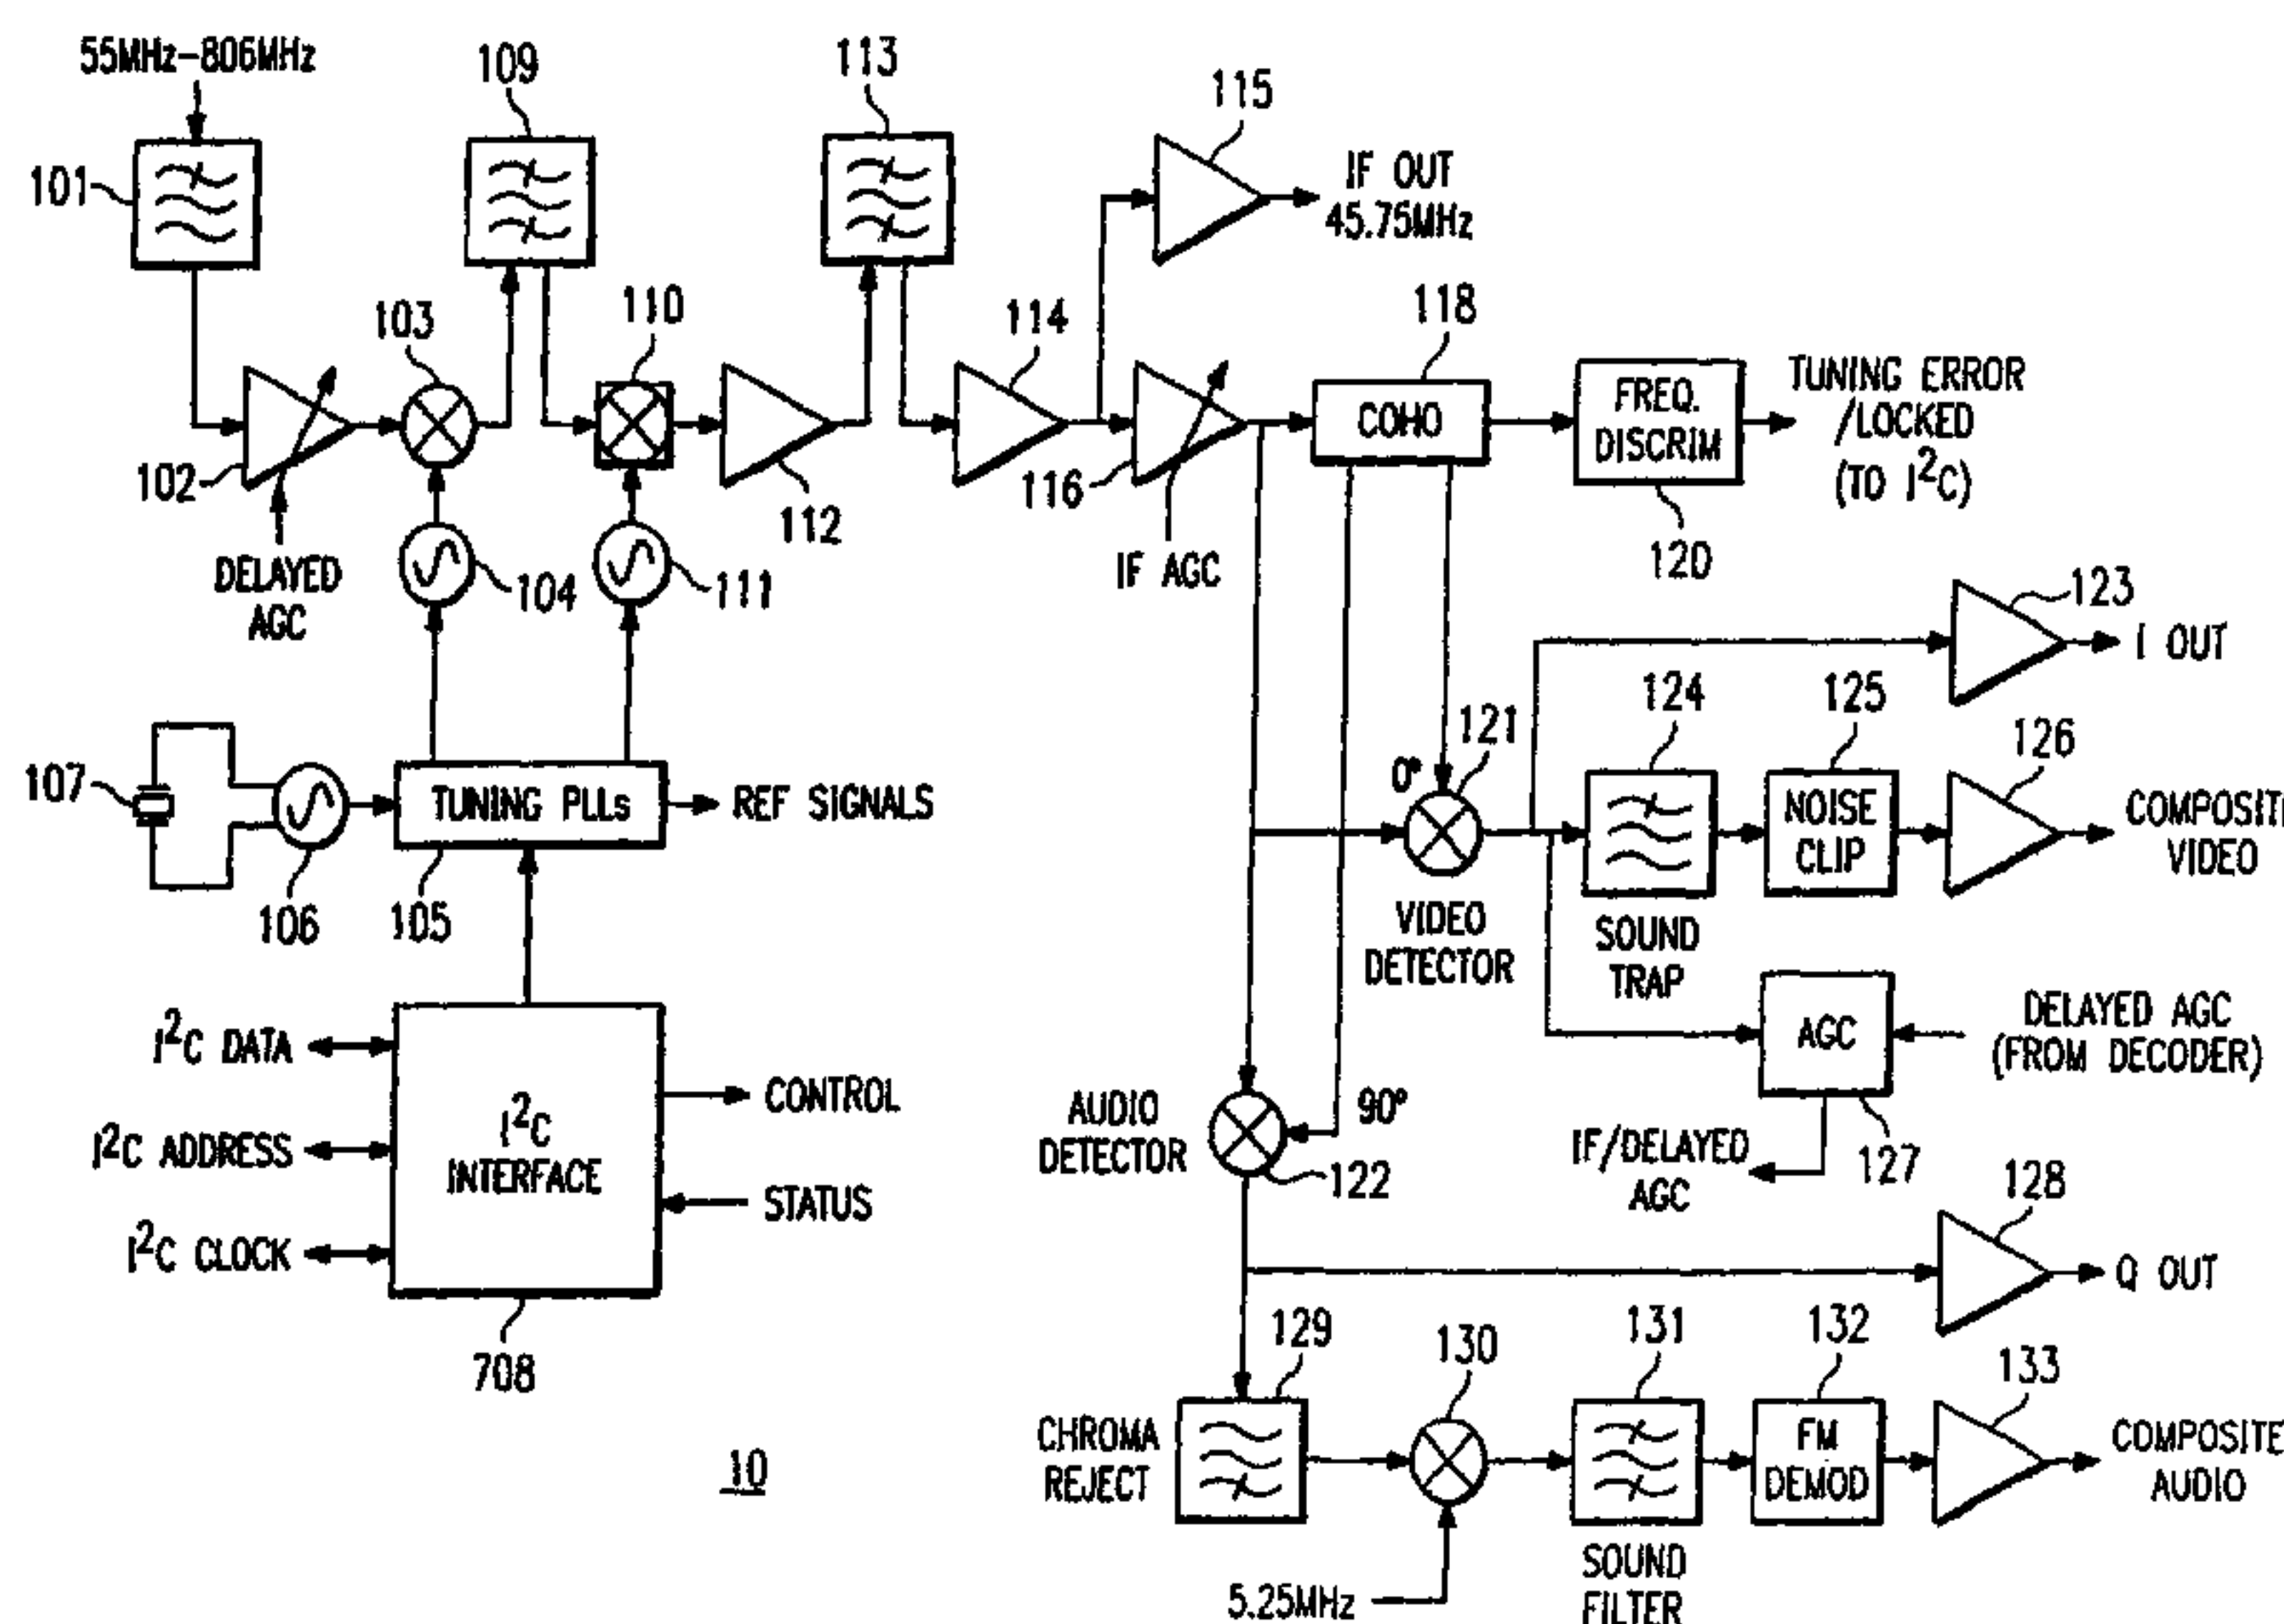 55MHz-806MHz
109
113
115
101
IF OUT
45.75MHz
103
110
114
118
102
112
116
COHO
FREQ.
DISCRIM
TUNING ERROR
/LOCKED
(TO I²C)
DELAYED
AGC
104
111
IF AGC
120
123
I OUT
107
106
TUNING PLLs
105
REF SIGNALS
0°
121
124
125
126
NOISE
CLIP
COMPOSITE
VIDEO
VIDEO
DETECTOR
SOUND
TRAP
I²C DATA
I²C ADDRESS
I²C CLOCK
I²C
INTERFACE
CONTROL
STATUS
708
AGC
DELAYED AGC
(FROM DECODER)
AUDIO
DETECTOR
90°
122
IF/DELAYED
AGC
127
128
Q OUT
129
130
131
132
133
CHROMA
REJECT
FM
DEMOD
COMPOSITE
AUDIO
10
5.25MHz
SOUND
FILTER